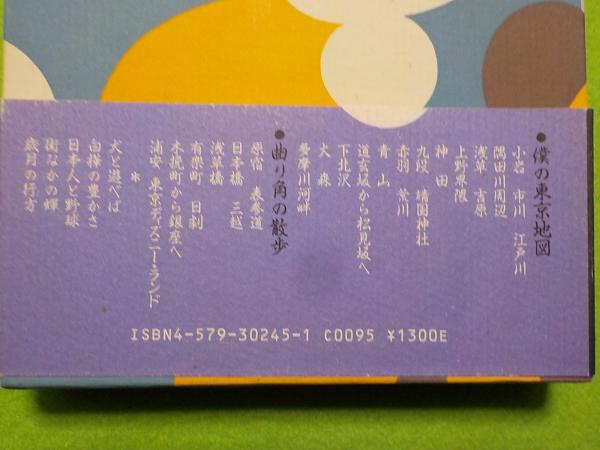 ●僕の東京地図
小岩 市川 江戸川
隅田川周辺
浅草 吉原
上野界隈
神田
九段 靖国神社
赤羽 荒川
青山
道玄坂から松見坂へ
下北沢
大森
多摩川河畔
●曲り角の散歩
原宿 表参道
日本橋 三越
浅草橋
有楽町 日劇
木挽町から銀座へ
浦安 東京ディズニー・ランド
*
犬と遊べば
白樺の豊かさ
日本人と野球
街なかの蟬
歳月の行方
ISBN4-579-30245-1 C0095 ¥1300E